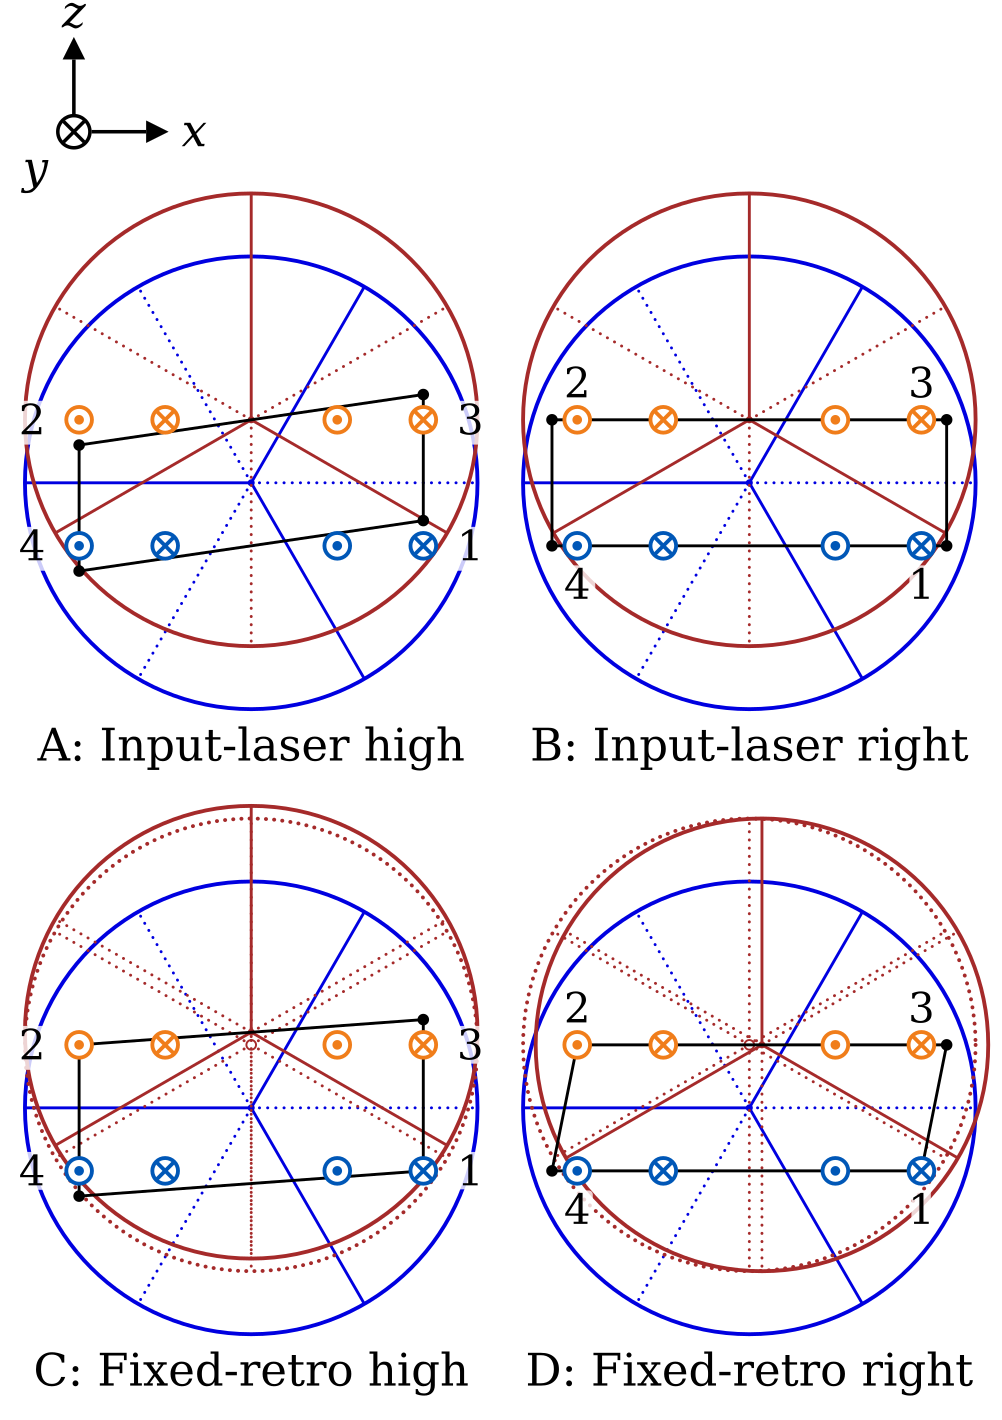 z
x
y
2
3
4
1
2
3
4
1
A: Input-laser high
B: Input-laser right
2
3
4
1
2
3
4
1
C: Fixed-retro high
D: Fixed-retro right